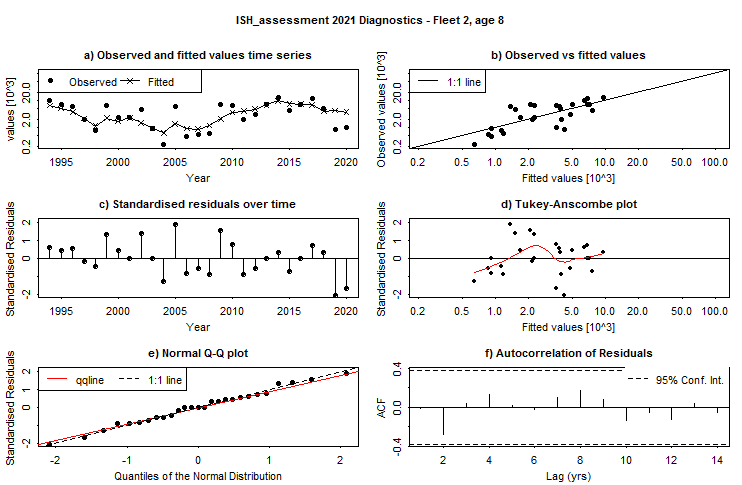 ISH_assessment 2021 Diagnostics - Fleet 2, age 8
a) Observed and fitted values time series
values [10^3]
0.2 2.0 20.0
Observed Fitted
1995 2000 2005 2010 2015 2020
Year
b) Observed vs fitted values
Observed values [10^3]
0.2 2.0 20.0
1:1 line
0.2 0.5 1.0 2.0 5.0 10.0 20.0 50.0 100.0
Fitted values [10^3]
c) Standardised residuals over time
Standardised Residuals
-2 0 1 2
1995 2000 2005 2010 2015 2020
Year
d) Tukey-Anscombe plot
Standardised Residuals
-2 0 1 2
0.2 0.5 1.0 2.0 5.0 10.0 20.0 50.0 100.0
Fitted values [10^3]
e) Normal Q-Q plot
Standardised Residuals
-2 0 1 2
qqline 1:1 line
-2 -1 0 1 2
Quantiles of the Normal Distribution
f) Autocorrelation of Residuals
ACF
-0.4 0.0 0.4
95% Conf. Int.
2 4 6 8 10 12 14
Lag (yrs)